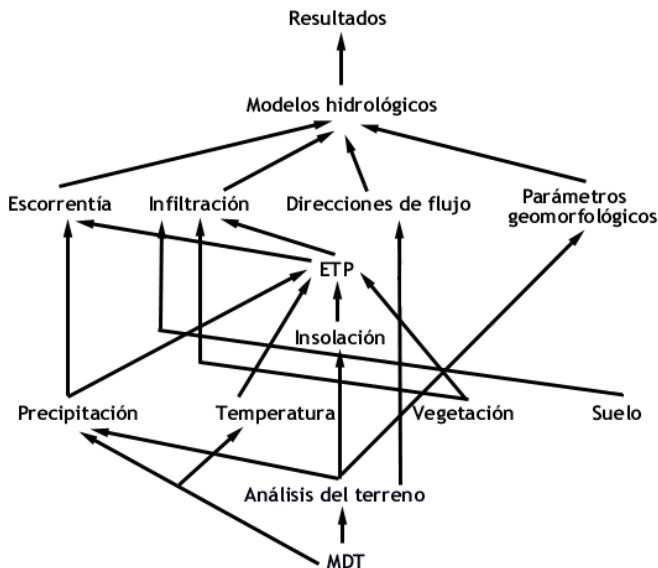 Resultados
Modelos hidrológicos
Escorrentía
Infiltración
Direcciones de flujo
Parámetros
geomorfológicos
ETP
Insolación
Precipitación
Temperatura
Vegetación
Suelo
Análisis del terreno
MDT